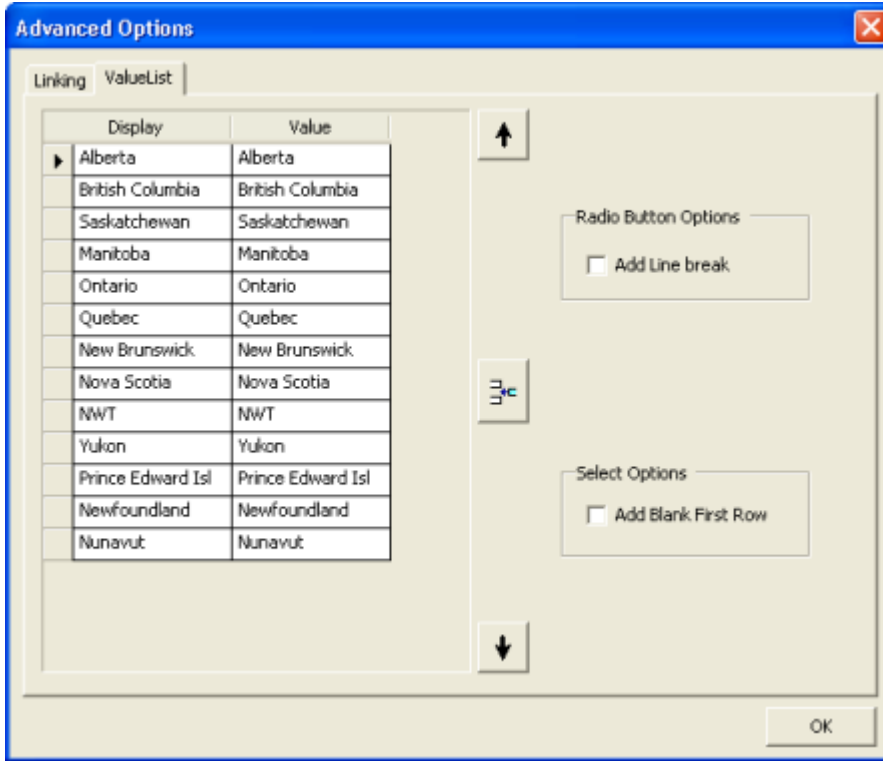 Advanced Options
Linking ValueList
Display Value
Alberta Alberta
British Columbia British Columbia
Saskatchewan Saskatchewan
Manitoba Manitoba
Ontario Ontario
Quebec Quebec
New Brunswick New Brunswick
Nova Scotia Nova Scotia
NWT NWT
Yukon Yukon
Prince Edward Isl Prince Edward Isl
Newfoundland Newfoundland
Nunavut Nunavut
Radio Button Options
Add Line break
Select Options
Add Blank First Row
OK